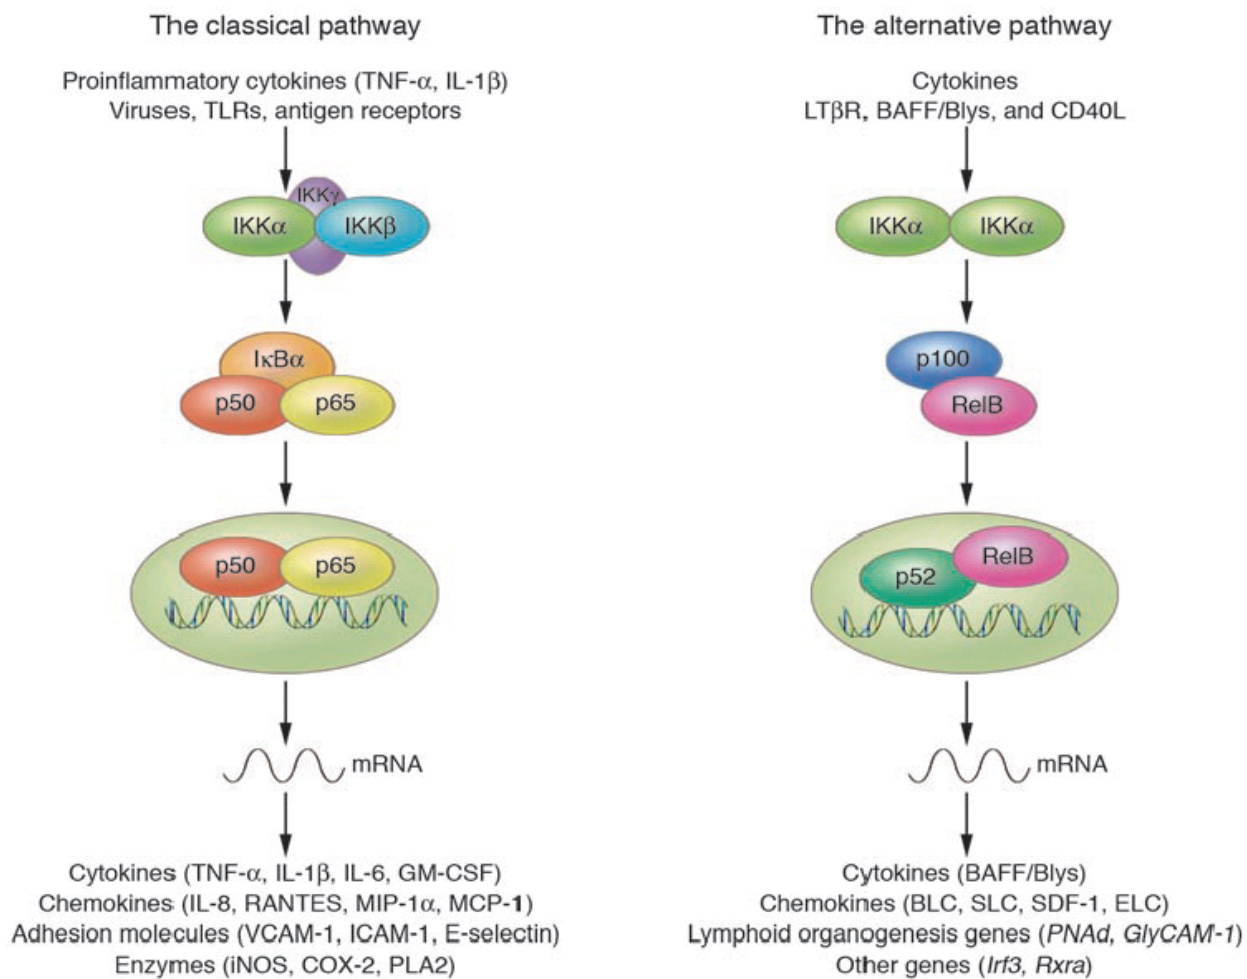 The classical pathway
Proinflammatory cytokines (TNF-α, IL-1β)
Viruses, TLRs, antigen receptors
IKKγ
IKKα
IKKβ
IκBα
p50
p65
p50
p65
mRNA
Cytokines (TNF-α, IL-1β, IL-6, GM-CSF)
Chemokines (IL-8, RANTES, MIP-1α, MCP-1)
Adhesion molecules (VCAM-1, ICAM-1, E-selectin)
Enzymes (iNOS, COX-2, PLA2)
The alternative pathway
Cytokines
LTβR, BAFF/Blys, and CD40L
IKKα
IKKα
p100
RelB
RelB
p52
mRNA
Cytokines (BAFF/Blys)
Chemokines (BLC, SLC, SDF-1, ELC)
Lymphoid organogenesis genes (PNAd, GlyCAM-1)
Other genes (Irf3, Rxra)